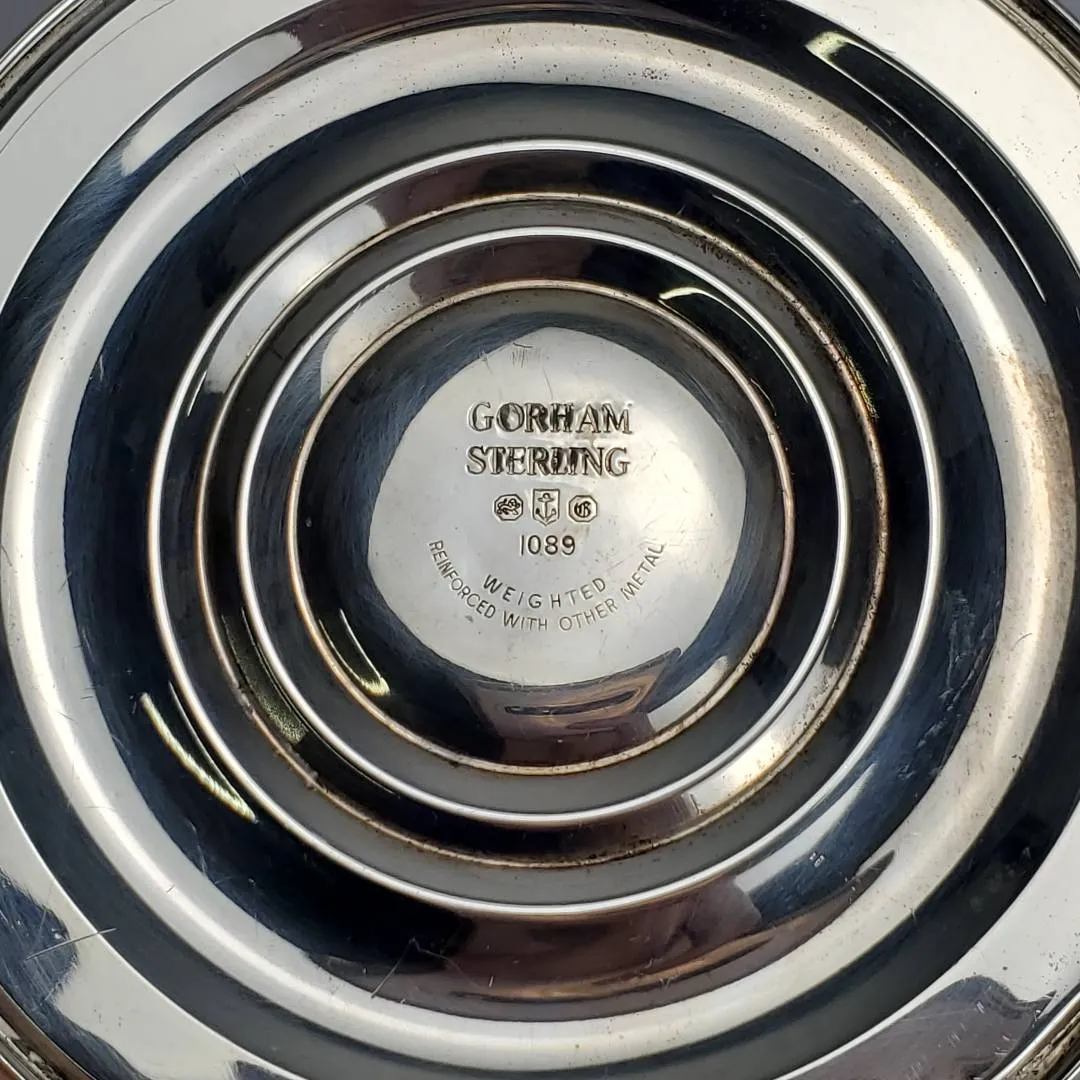 GORHAM
STERLING
G
1089
WEIGHTED
REINFORCED WITH OTHER METAL